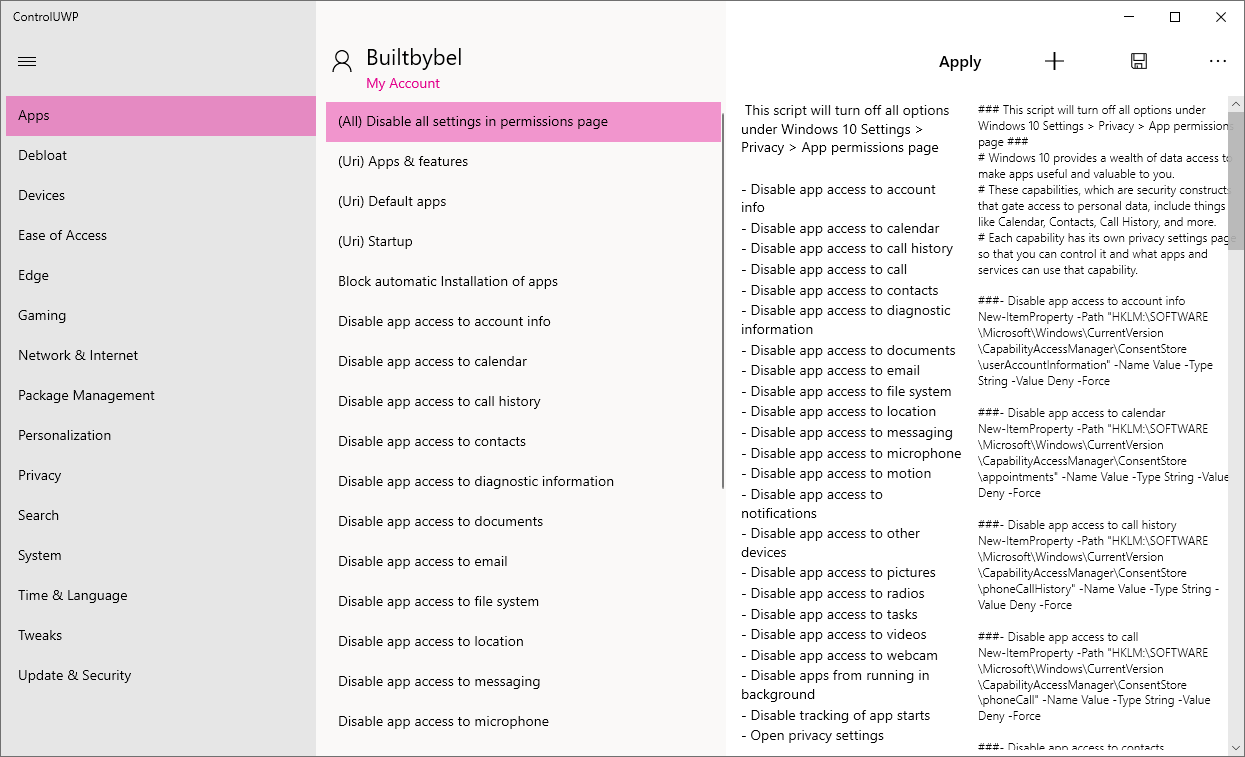 ControlUWP
Builtbybel
My Account
Apply
Apps
Debloat
Devices
Ease of Access
Edge
Gaming
Network & Internet
Package Management
Personalization
Privacy
Search
System
Time & Language
Tweaks
Update & Security
(All) Disable all settings in permissions page
(Uri) Apps & features
(Uri) Default apps
(Uri) Startup
Block automatic Installation of apps
Disable app access to account info
Disable app access to calendar
Disable app access to call history
Disable app access to contacts
Disable app access to diagnostic information
Disable app access to documents
Disable app access to email
Disable app access to file system
Disable app access to location
Disable app access to messaging
Disable app access to microphone
This script will turn off all options
under Windows 10 Settings >
Privacy > App permissions page
- Disable app access to account
info
- Disable app access to calendar
- Disable app access to call history
- Disable app access to call
- Disable app access to contacts
- Disable app access to diagnostic
information
- Disable app access to documents
- Disable app access to email
- Disable app access to file system
- Disable app access to location
- Disable app access to messaging
- Disable app access to microphone
- Disable app access to motion
- Disable app access to
notifications
- Disable app access to other
devices
- Disable app access to pictures
- Disable app access to radios
- Disable app access to tasks
- Disable app access to videos
- Disable app access to webcam
- Disable apps from running in
background
- Disable tracking of app starts
- Open privacy settings
### This script will turn off all options under
Windows 10 Settings > Privacy > App permissions
page ###
# Windows 10 provides a wealth of data access to
make apps useful and valuable to you.
# These capabilities, which are security constructs
that gate access to personal data, include things
like Calendar, Contacts, Call History, and more.
# Each capability has its own privacy settings page
so that you can control it and what apps and
services can use that capability.
###- Disable app access to account info
New-ItemProperty -Path "HKLM:\SOFTWARE
\Microsoft\Windows\CurrentVersion
\CapabilityAccessManager\ConsentStore
\userAccountInformation" -Name Value -Type
String -Value Deny -Force
###- Disable app access to calendar
New-ItemProperty -Path "HKLM:\SOFTWARE
\Microsoft\Windows\CurrentVersion
\CapabilityAccessManager\ConsentStore
\appointments" -Name Value -Type String -Value
Deny -Force
###- Disable app access to call history
New-ItemProperty -Path "HKLM:\SOFTWARE
\Microsoft\Windows\CurrentVersion
\CapabilityAccessManager\ConsentStore
\phoneCallHistory" -Name Value -Type String -
Value Deny -Force
###- Disable app access to call
New-ItemProperty -Path "HKLM:\SOFTWARE
\Microsoft\Windows\CurrentVersion
\CapabilityAccessManager\ConsentStore
\phoneCall" -Name Value -Type String -Value
Deny -Force
###- Disable app access to contacts